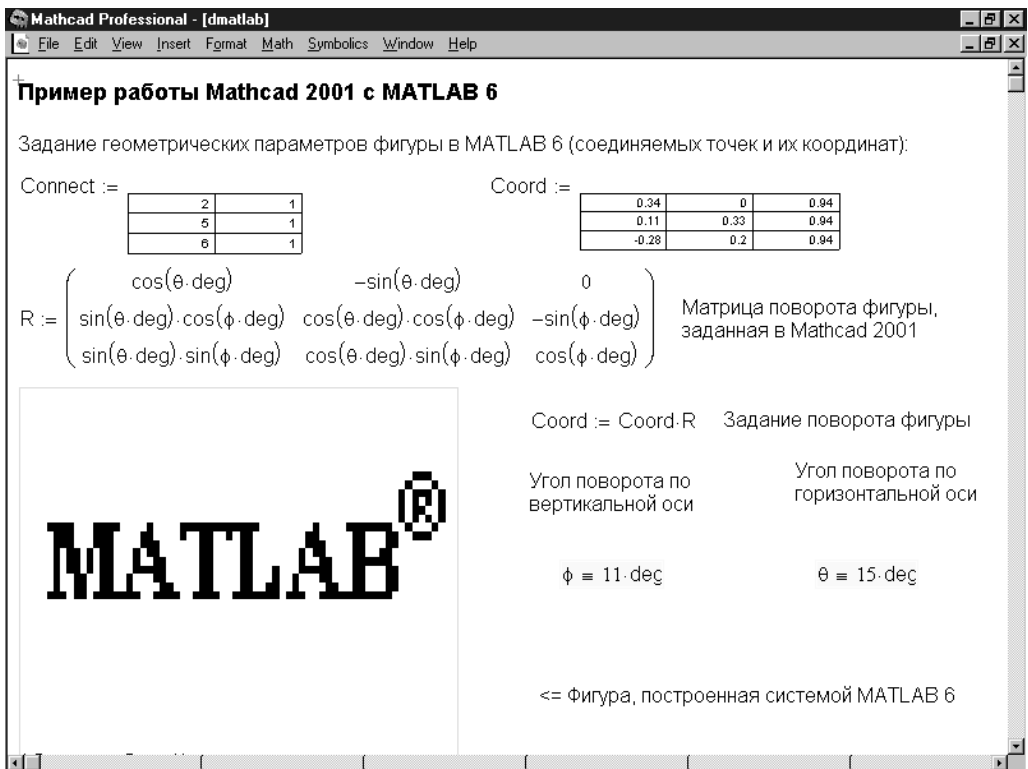 Mathcad Professional - [dmatlab]
File Edit View Insert Format Math Symbolics Window Help
Пример работы Mathcad 2001 с MATLAB 6
Задание геометрических параметров фигуры в MATLAB 6 (соединяемых точек и их координат):
Connect :=
2 1
5 1
6 1
Coord :=
0.34 0 0.94
0.11 0.33 0.94
-0.28 0.2 0.94
R :=
cos(θ·deg) −sin(θ·deg) 0
sin(θ·deg)·cos(ϕ·deg) cos(θ·deg)·cos(ϕ·deg) −sin(ϕ·deg)
sin(θ·deg)·sin(ϕ·deg) cos(θ·deg)·sin(ϕ·deg) cos(ϕ·deg)
Матрица поворота фигуры,
заданная в Mathcad 2001
MATLAB®
Coord := Coord·R Задание поворота фигуры
Угол поворота по
вертикальной оси
Угол поворота по
горизонтальной оси
ϕ ≡ 11·deg
θ ≡ 15·deg
<= Фигура, построенная системой MATLAB 6